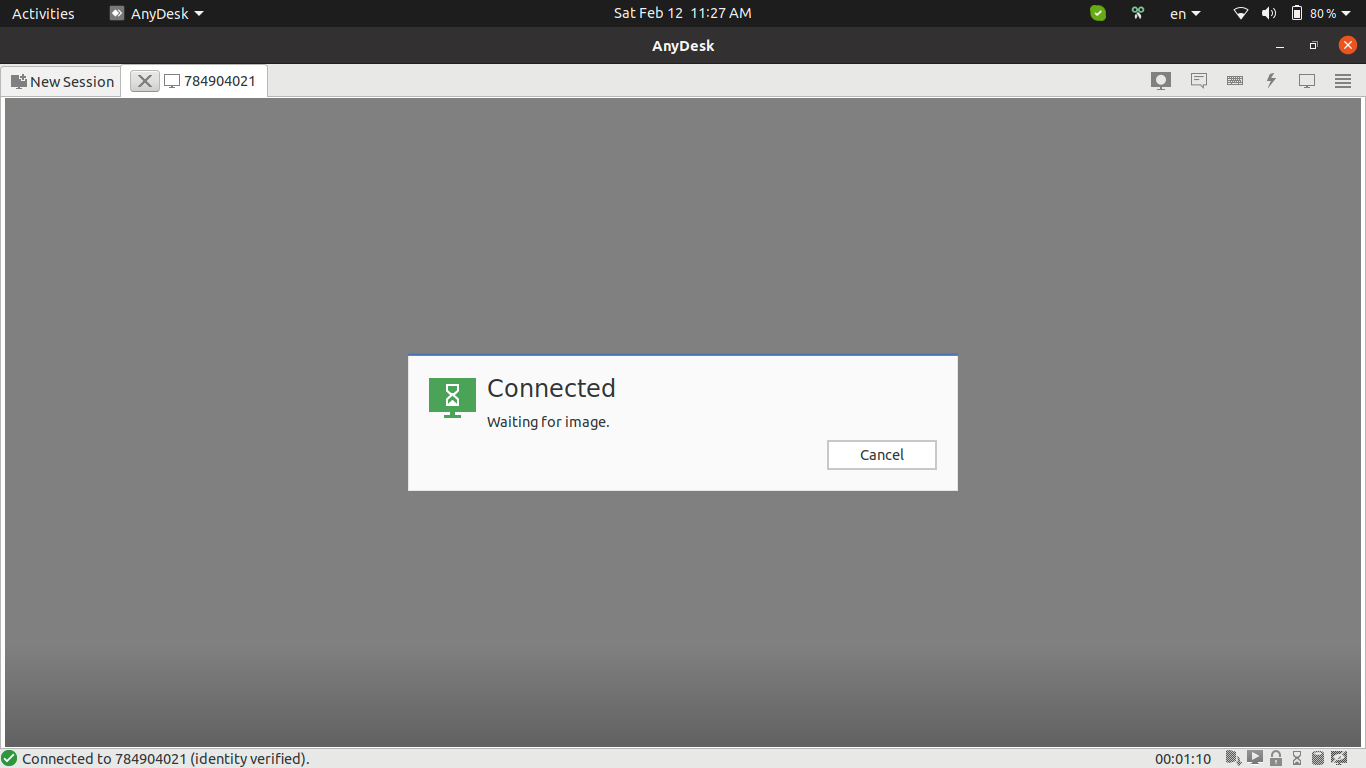 Activities AnyDesk Sat Feb 12 11:27 AM en 80%
AnyDesk
New Session 784904021
Connected
Waiting for image.
Cancel
Connected to 784904021 (identity verified). 00:01:10